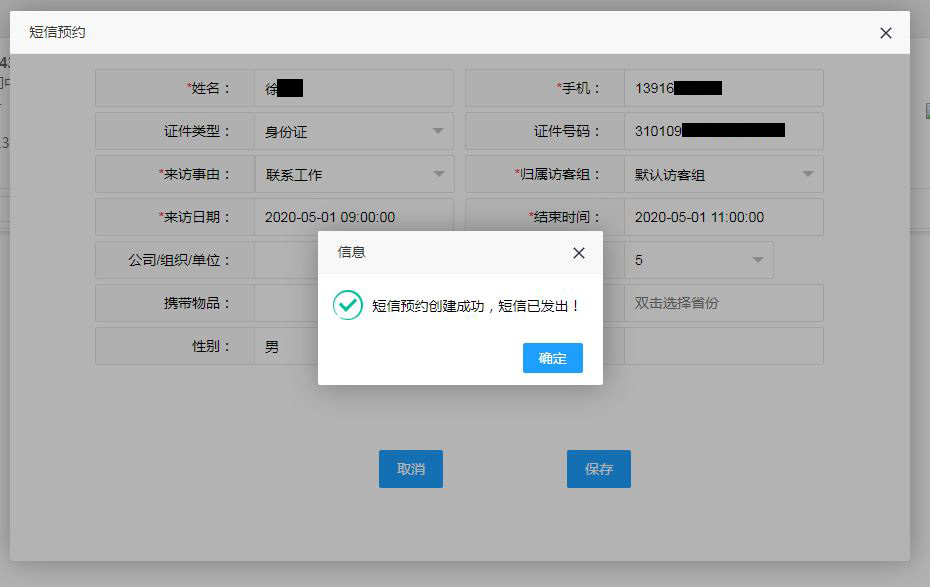 短信预约
*姓名： 徐 *手机： 13916
证件类型： 身份证 证件号码： 310109
*来访事由： 联系工作 *归属访客组： 默认访客组
*来访日期： 2020-05-01 09:00:00 *结束时间： 2020-05-01 11:00:00
公司/组织/单位： 5
信息
携带物品： 双击选择省份
短信预约创建成功，短信已发出！
性别： 男
确定
取消 保存